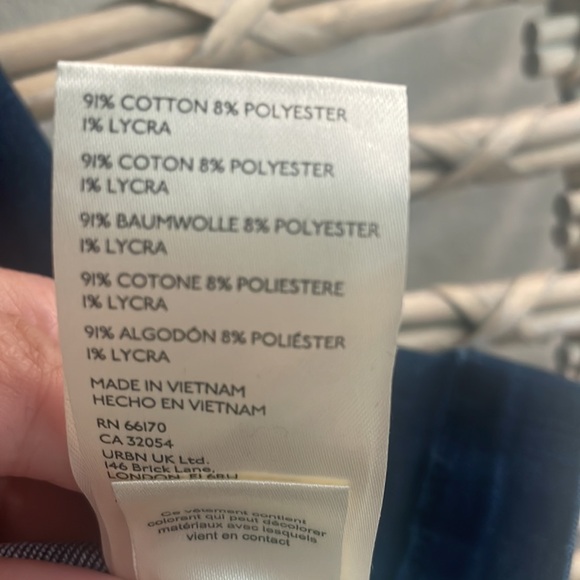 91% COTTON 8% POLYESTER
1% LYCRA
91% COTON 8% POLYESTER
1% LYCRA
91% BAUMWOLLE 8% POLYESTER
1% LYCRA
91% COTONE 8% POLIESTERE
1% LYCRA
91% ALGODÓN 8% POLIÉSTER
1% LYCRA
MADE IN VIETNAM
HECHO EN VIETNAM
RN 66170
CA 32054
URBN UK Ltd.
146 Brick Lane,
LONDON, E1 6RU
Ce vêtement contient
colorant qui peut décolorer
matériaux avec lesquels
vient en contact